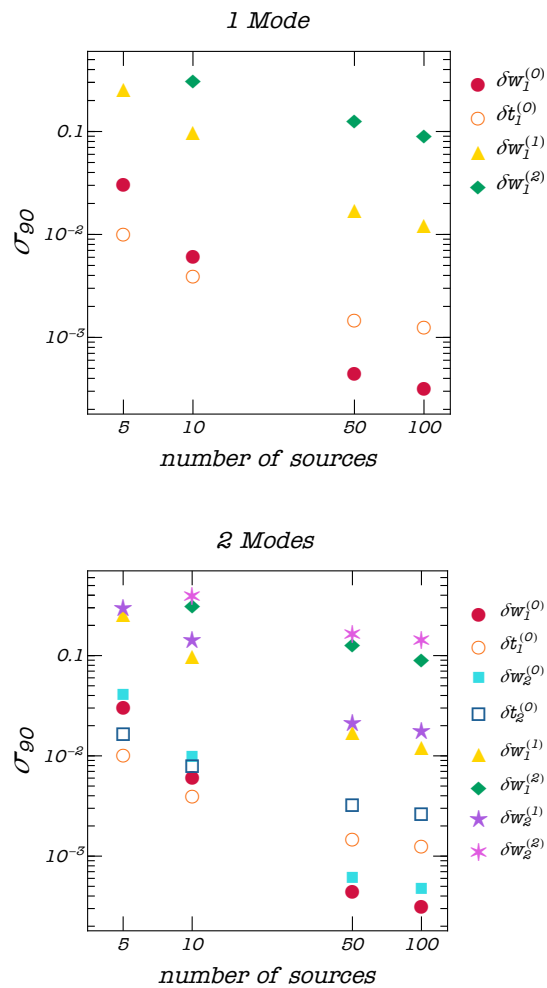 1 Mode
0.1
10⁻²
10⁻³
σ₉₀
5 10 50 100
number of sources
δw₁⁽⁰⁾
δt₁⁽⁰⁾
δw₁⁽¹⁾
δw₁⁽²⁾
2 Modes
0.1
10⁻²
10⁻³
σ₉₀
5 10 50 100
number of sources
δw₁⁽⁰⁾
δt₁⁽⁰⁾
δw₂⁽⁰⁾
δt₂⁽⁰⁾
δw₁⁽¹⁾
δw₁⁽²⁾
δw₂⁽¹⁾
δw₂⁽²⁾